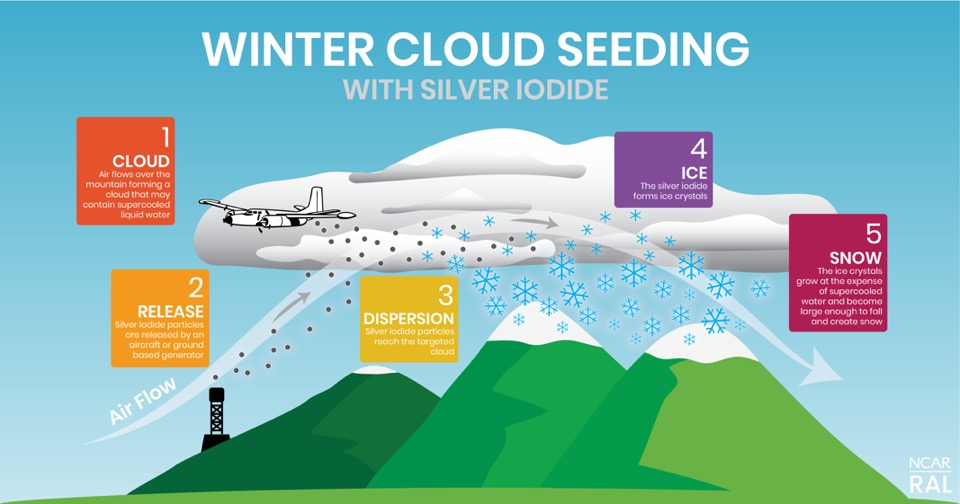 WINTER CLOUD SEEDING
WITH SILVER IODIDE
1
CLOUD
Air flows over the
mountain forming a
cloud that may
contain supercooled
liquid water
2
RELEASE
Silver iodide particles
are released by an
aircraft or ground
based generator
3
DISPERSION
Silver iodide particles
reach the targeted
cloud
4
ICE
The silver iodide
forms ice crystals
5
SNOW
The ice crystals
grow at the expense
of supercooled
water and become
large enough to fall
and create snow
Air Flow
NCAR
RAL